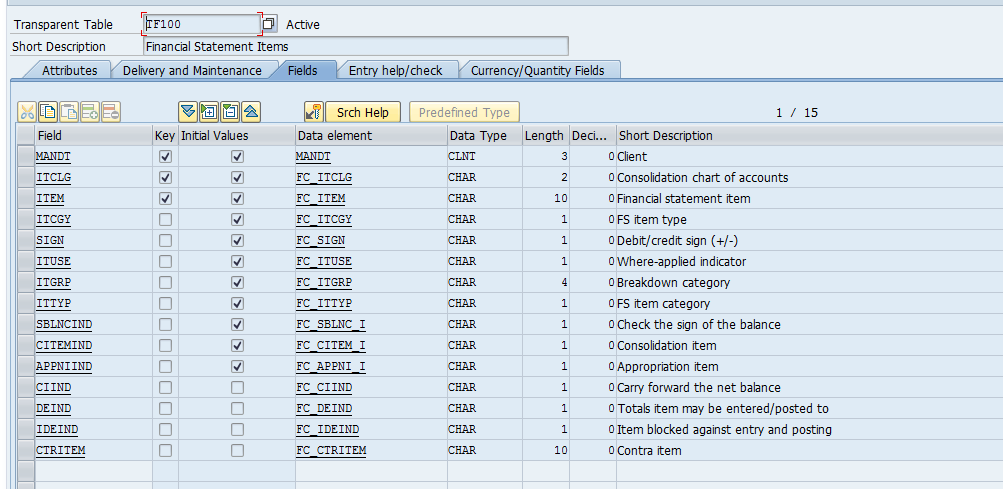 Transparent Table TF100 Active
Short Description Financial Statement Items
Attributes Delivery and Maintenance Fields Entry help/check Currency/Quantity Fields
Srch Help Predefined Type 1 / 15
Field Key Initial Values Data element Data Type Length Deci... Short Description
MANDT MANDT CLNT 3 0 Client
ITCLG FC_ITCLG CHAR 2 0 Consolidation chart of accounts
ITEM FC_ITEM CHAR 10 0 Financial statement item
ITCGY FC_ITCGY CHAR 1 0 FS item type
SIGN FC_SIGN CHAR 1 0 Debit/credit sign (+/-)
ITUSE FC_ITUSE CHAR 1 0 Where-applied indicator
ITGRP FC_ITGRP CHAR 4 0 Breakdown category
ITTYP FC_ITTYP CHAR 1 0 FS item category
SBLNCIND FC_SBLNC_I CHAR 1 0 Check the sign of the balance
CITEMIND FC_CITEM_I CHAR 1 0 Consolidation item
APPNIIND FC_APPNI_I CHAR 1 0 Appropriation item
CIIND FC_CIIND CHAR 1 0 Carry forward the net balance
DEIND FC_DEIND CHAR 1 0 Totals item may be entered/posted to
IDEIND FC_IDEIND CHAR 1 0 Item blocked against entry and posting
CTRITEM FC_CTRITEM CHAR 10 0 Contra item